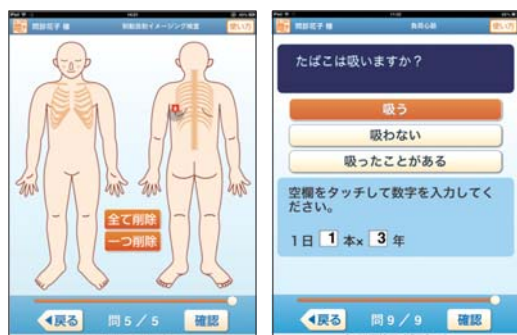 問診花子 様
使い方
全て削除
一つ削除
◀戻る
問5/5
確認
問診花子 様
負荷心筋
使い方
たばこは吸いますか？
吸う
吸わない
吸ったことがある
空欄をタッチして数字を入力してく
ださい。
1日 1 本× 3 年
◀戻る
問9/9
確認